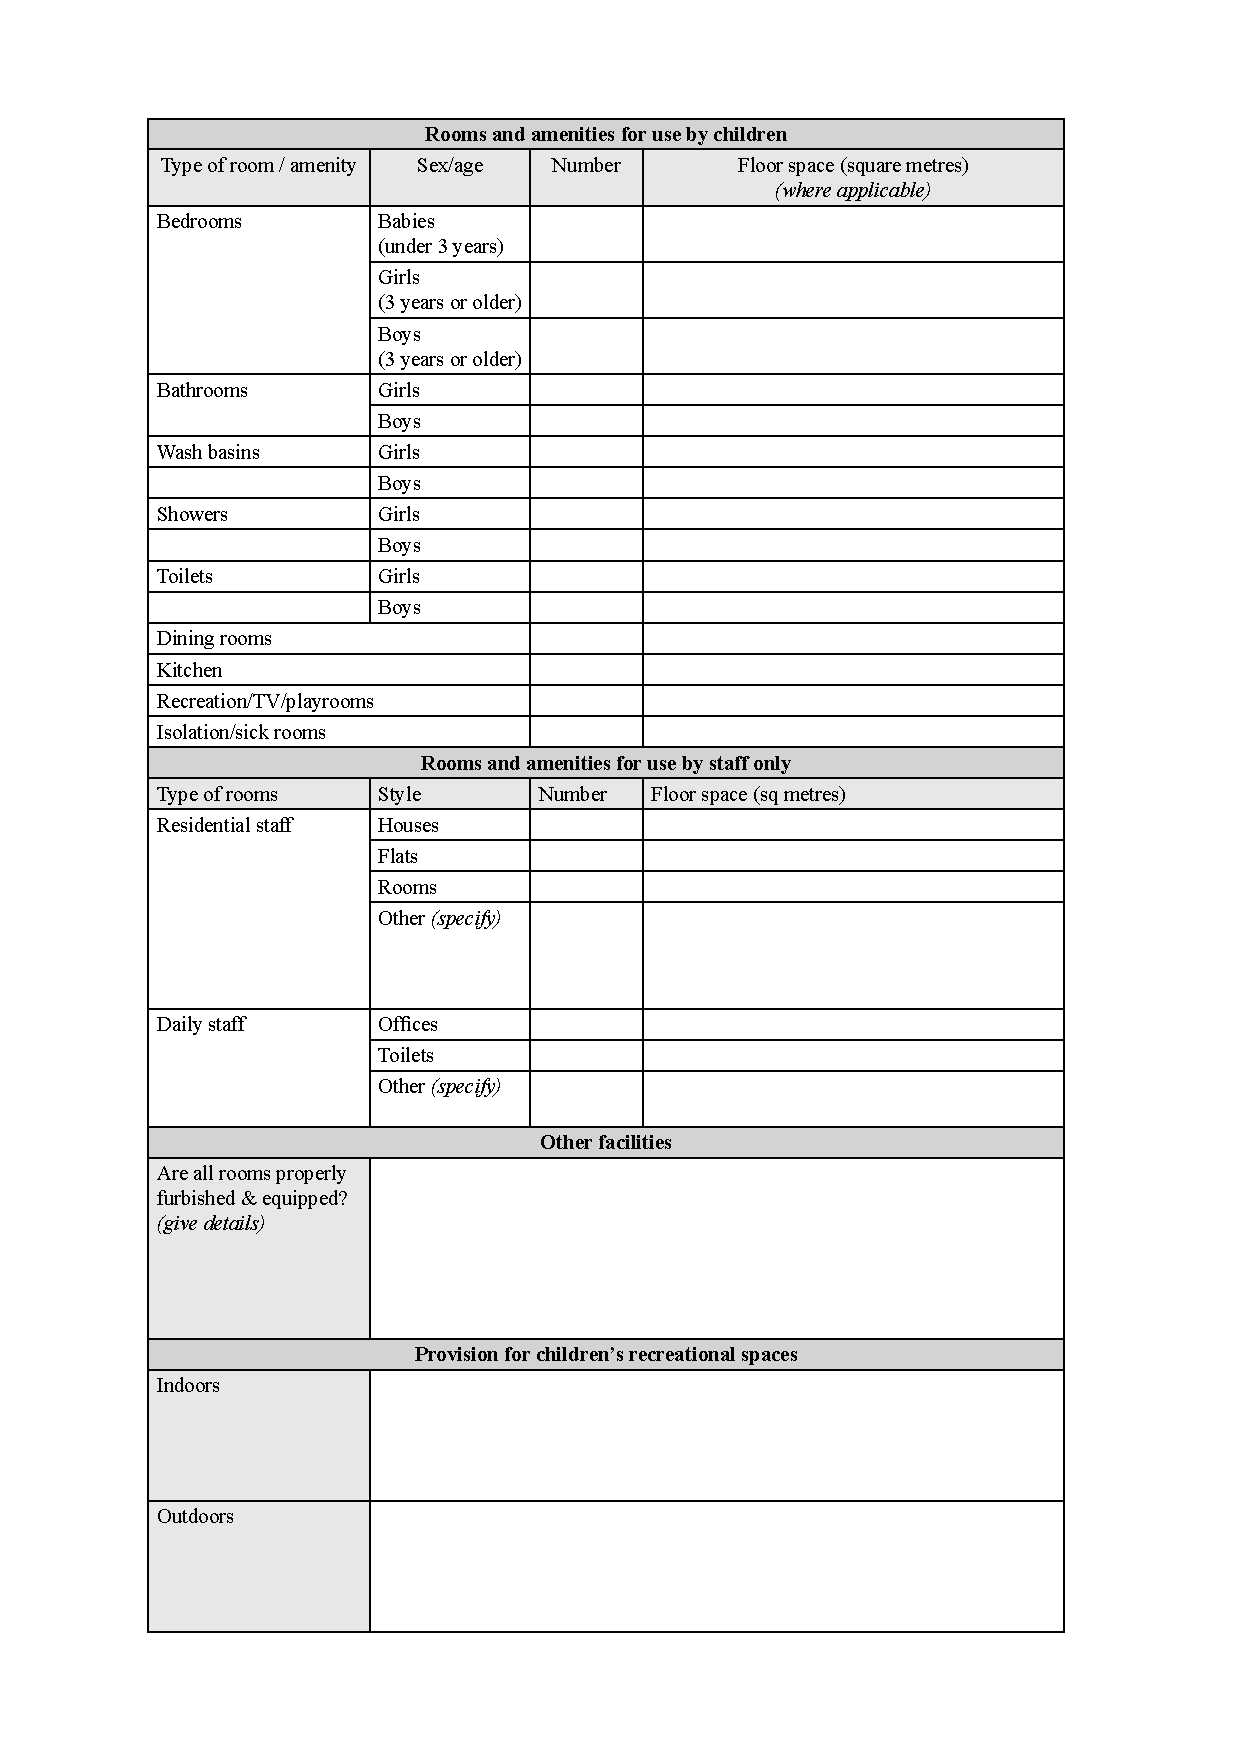 Rooms and amenities for use by children
Type of room / amenity Sex/age Number Floor space (square metres)
(where applicable)
Bedrooms Babies
(under 3 years)
Girls
(3 years or older)
Boys
(3 years or older)
Bathrooms Girls
Boys
Wash basins Girls
Boys
Showers Girls
Boys
Toilets Girls
Boys
Dining rooms
Kitchen
Recreation/TV/playrooms
Isolation/sick rooms
Rooms and amenities for use by staff only
Type of rooms Style Number Floor space (sq metres)
Residential staff Houses
Flats
Rooms
Other (specify)
Daily staff Offices
Toilets
Other (specify)
Other facilities
Are all rooms properly
furbished & equipped?
(give details)
Provision for children’s recreational spaces
Indoors
Outdoors